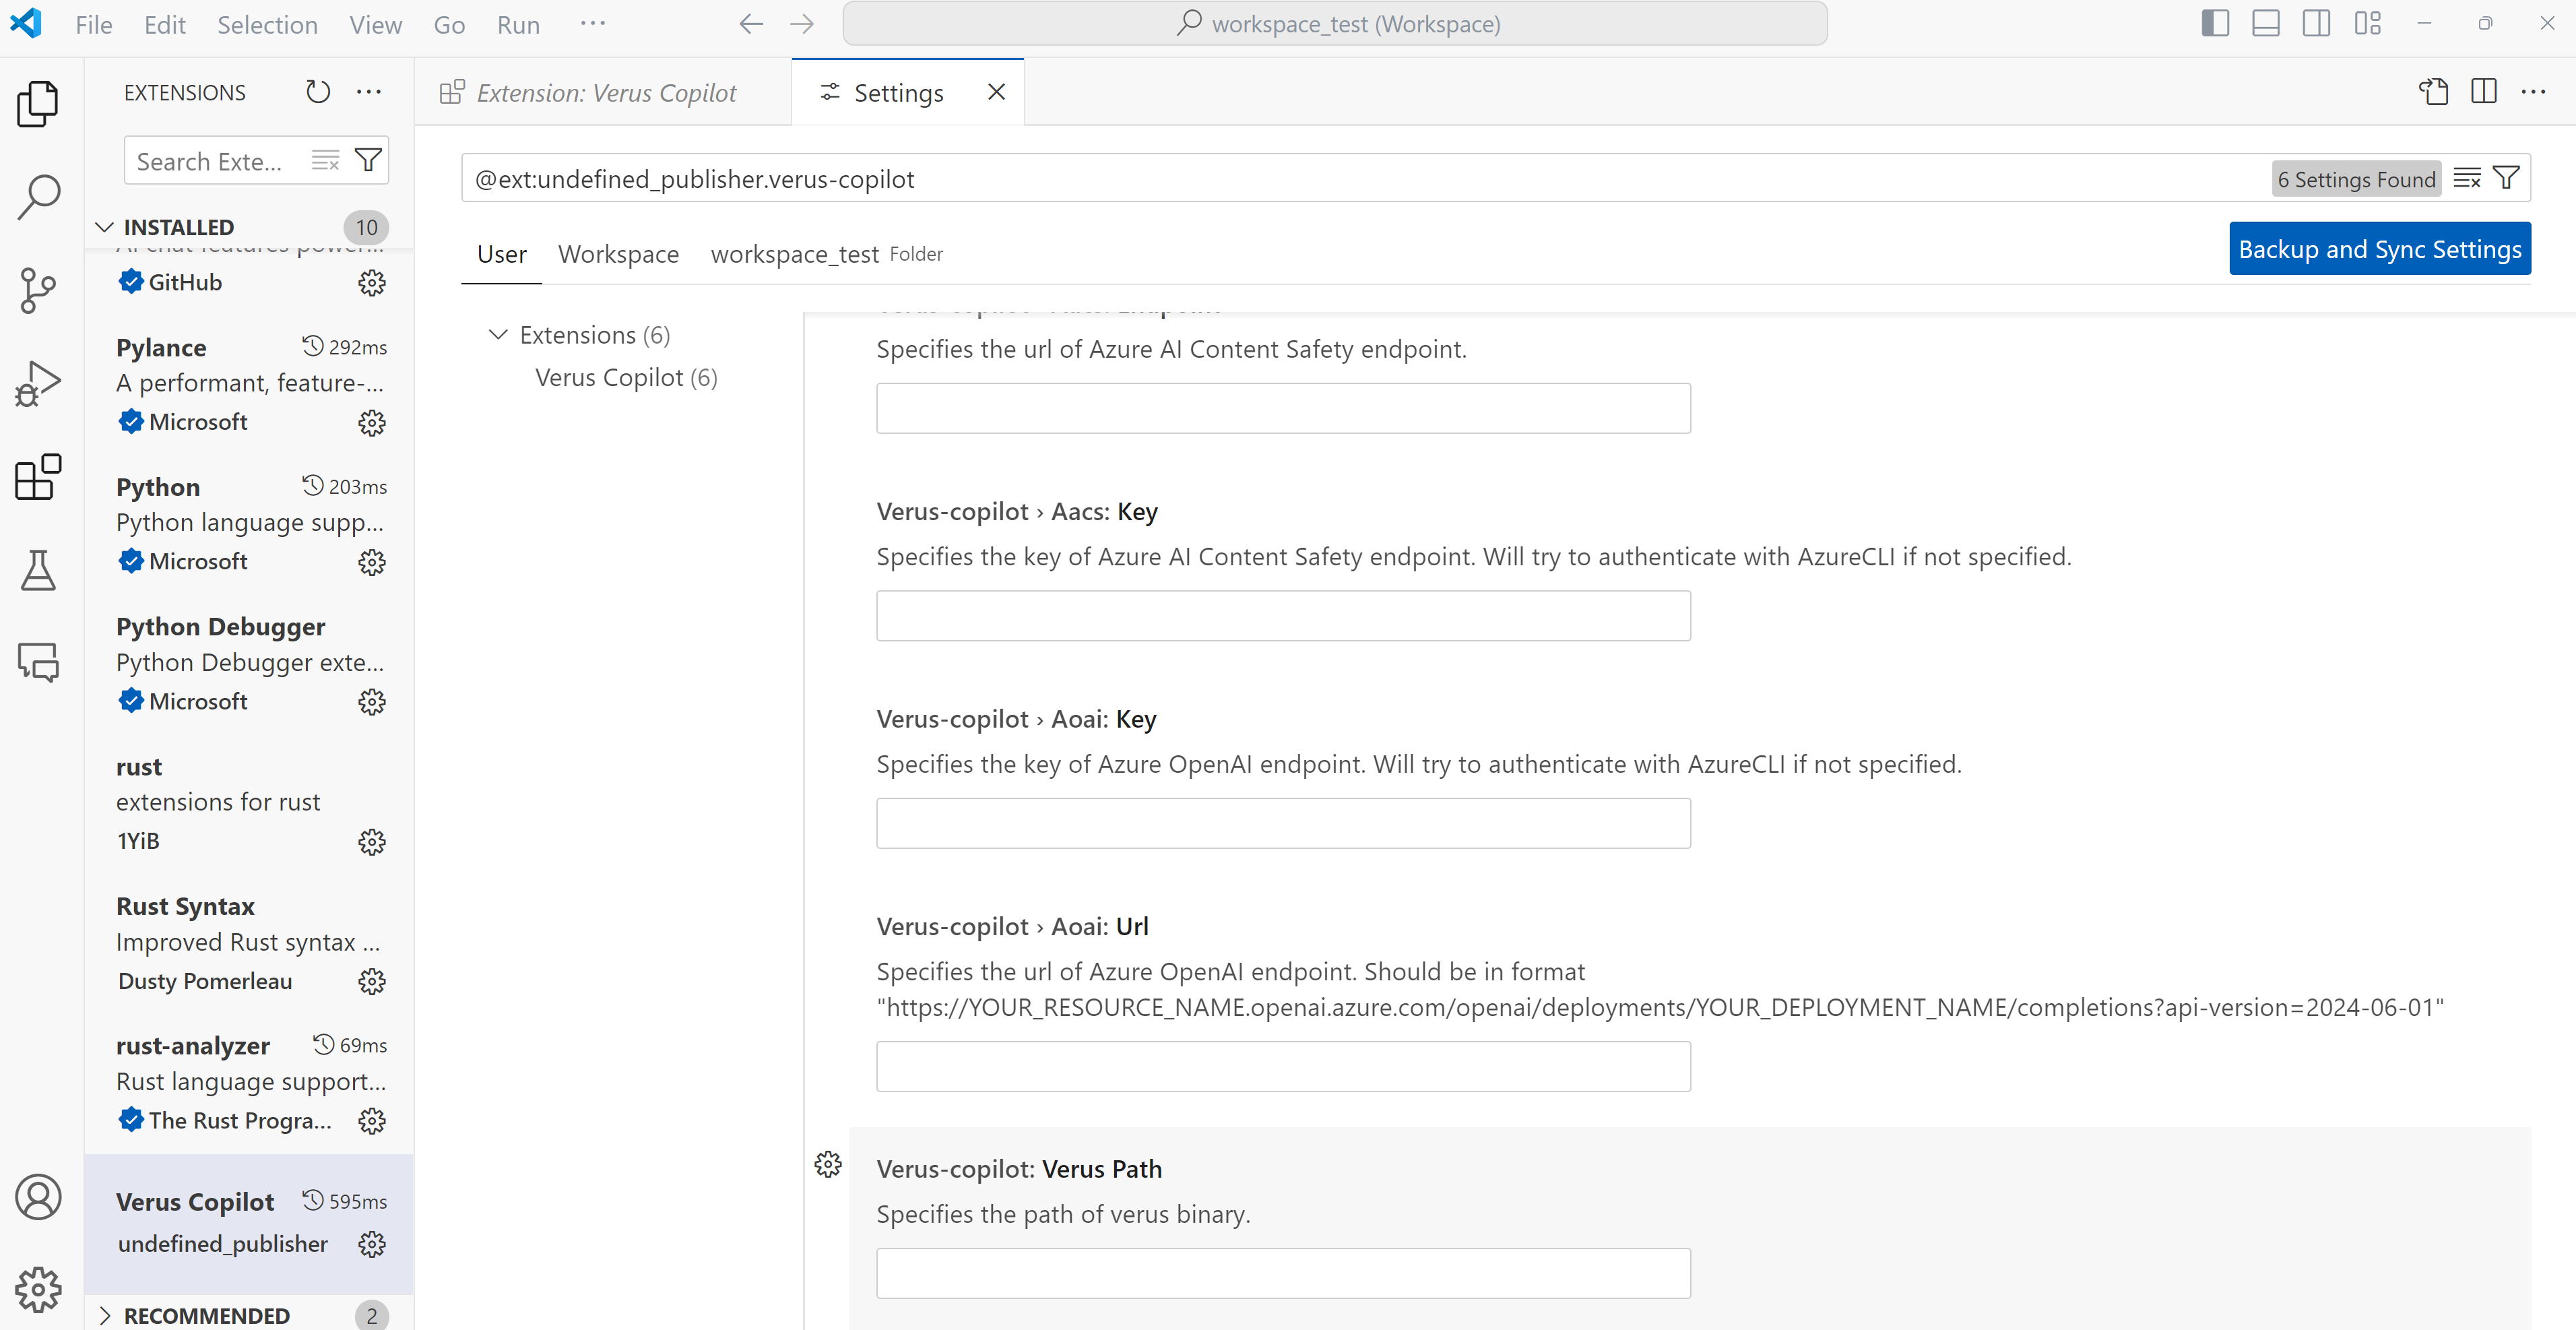 File Edit Selection View Go Run ···
workspace_test (Workspace)
EXTENSIONS
Search Exte...
INSTALLED 10
AI chat features power...
GitHub
Pylance 292ms
A performant, feature-...
Microsoft
Python 203ms
Python language supp...
Microsoft
Python Debugger
Python Debugger exte...
Microsoft
rust
extensions for rust
1YiB
Rust Syntax
Improved Rust syntax ...
Dusty Pomerleau
rust-analyzer 69ms
Rust language support...
The Rust Progra...
Verus Copilot 595ms
undefined_publisher
RECOMMENDED 2
Extension: Verus Copilot
Settings
@ext:undefined_publisher.verus-copilot
6 Settings Found
User Workspace workspace_test Folder
Backup and Sync Settings
Extensions (6)
Verus Copilot (6)
Verus-copilot › Aacs: Endpoint
Specifies the url of Azure AI Content Safety endpoint.
Verus-copilot › Aacs: Key
Specifies the key of Azure AI Content Safety endpoint. Will try to authenticate with AzureCLI if not specified.
Verus-copilot › Aoai: Key
Specifies the key of Azure OpenAI endpoint. Will try to authenticate with AzureCLI if not specified.
Verus-copilot › Aoai: Url
Specifies the url of Azure OpenAI endpoint. Should be in format
"https://YOUR_RESOURCE_NAME.openai.azure.com/openai/deployments/YOUR_DEPLOYMENT_NAME/completions?api-version=2024-06-01"
Verus-copilot: Verus Path
Specifies the path of verus binary.